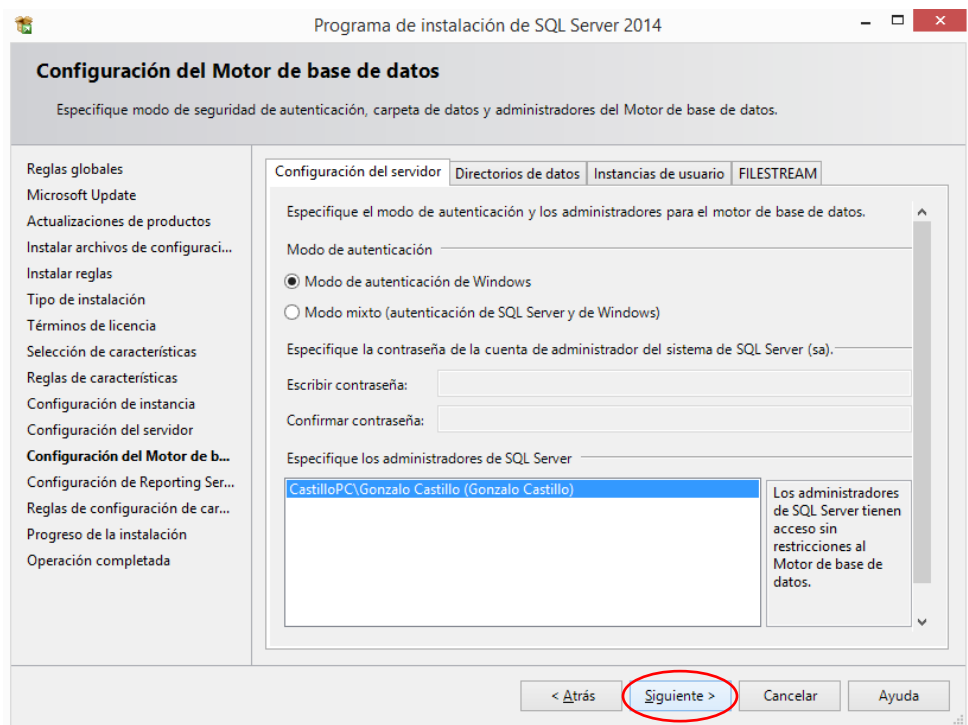 Programa de instalación de SQL Server 2014
Configuración del Motor de base de datos
Especifique modo de seguridad de autenticación, carpeta de datos y administradores del Motor de base de datos.
Reglas globales
Microsoft Update
Actualizaciones de productos
Instalar archivos de configuraci...
Instalar reglas
Tipo de instalación
Términos de licencia
Selección de características
Reglas de características
Configuración de instancia
Configuración del servidor
Configuración del Motor de b...
Configuración de Reporting Ser...
Reglas de configuración de car...
Progreso de la instalación
Operación completada
Configuración del servidor Directorios de datos Instancias de usuario FILESTREAM
Especifique el modo de autenticación y los administradores para el motor de base de datos.
Modo de autenticación
Modo de autenticación de Windows
Modo mixto (autenticación de SQL Server y de Windows)
Especifique la contraseña de la cuenta de administrador del sistema de SQL Server (sa).
Escribir contraseña:
Confirmar contraseña:
Especifique los administradores de SQL Server
CastilloPC\Gonzalo Castillo (Gonzalo Castillo)
Los administradores
de SQL Server tienen
acceso sin
restricciones al
Motor de base de
datos.
< Atrás Siguiente > Cancelar Ayuda